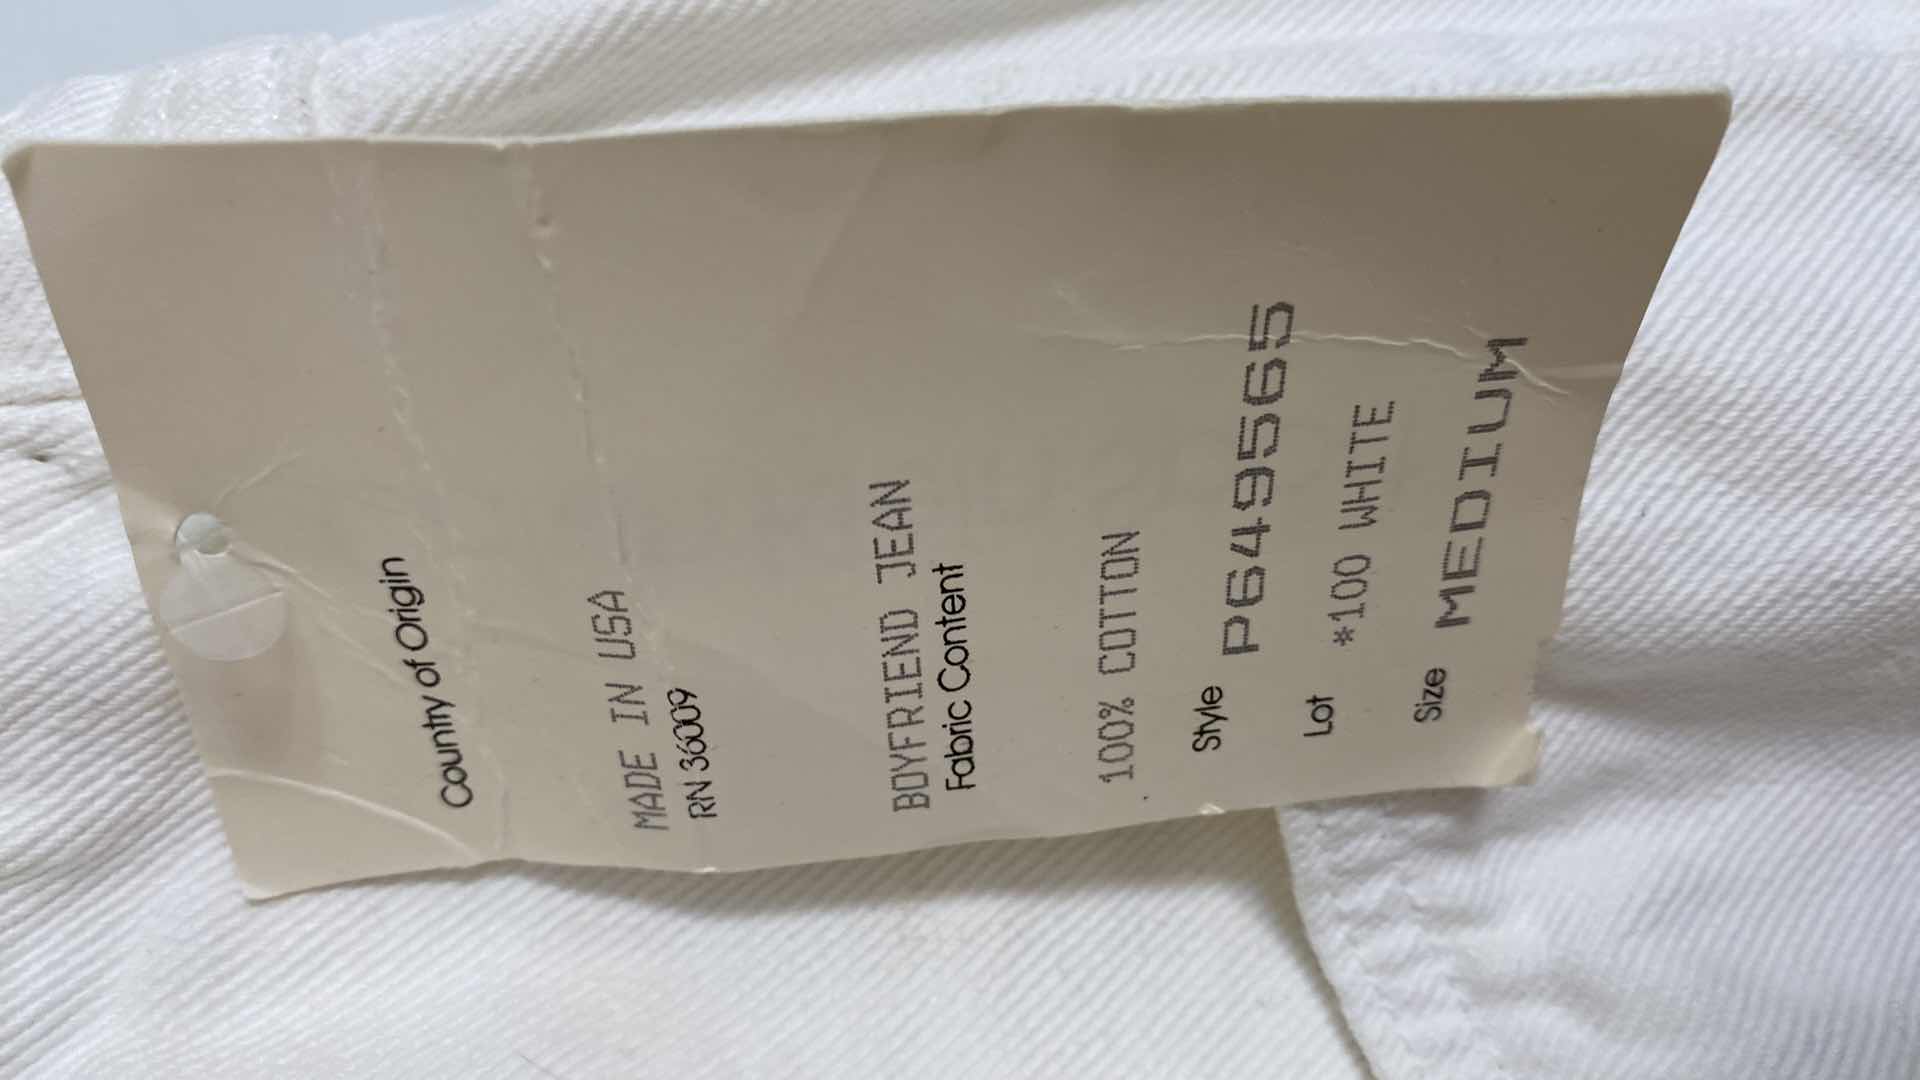 Country of Origin
MADE IN USA
RN 36009
BOYFRIEND JEAN
Fabric Content
100% COTTON
Style P649565
Lot *100 WHITE
Size MEDIUM